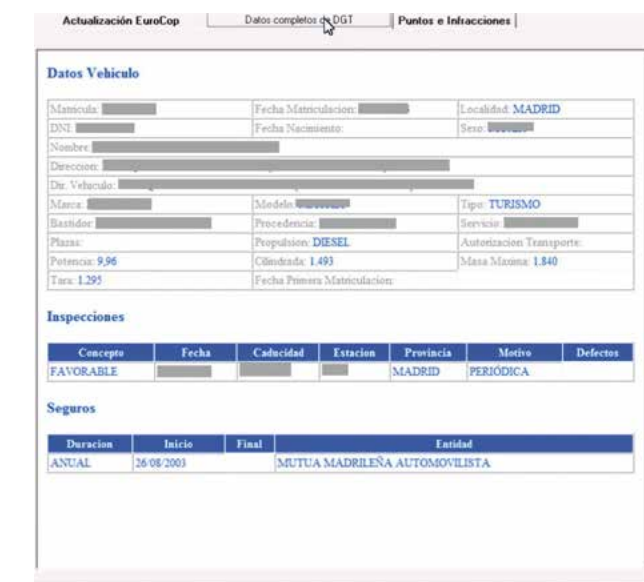 Actualización EuroCop Datos completos de DGT Puntos e Infracciones
Datos Vehiculo
Matricula: Fecha Matriculacion: Localidad: MADRID
DNI: Fecha Nacimiento: Sexo:
Nombre:
Direccion:
Dir. Vehiculo:
Marca: Modelo: Tipo: TURISMO
Bastidor: Procedencia: Servicio:
Plazas: Propulsion: DIESEL Autorizacion Transporte:
Potencia: 9,96 Cilindrada: 1.493 Masa Maxima: 1.840
Tara: 1.295 Fecha Primera Matriculacion:
Inspecciones
Concepto Fecha Caducidad Estacion Provincia Motivo Defectos
FAVORABLE MADRID PERIÓDICA
Seguros
Duracion Inicio Final Entidad
ANUAL 26/08/2003 MUTUA MADRILEÑA AUTOMOVILISTA